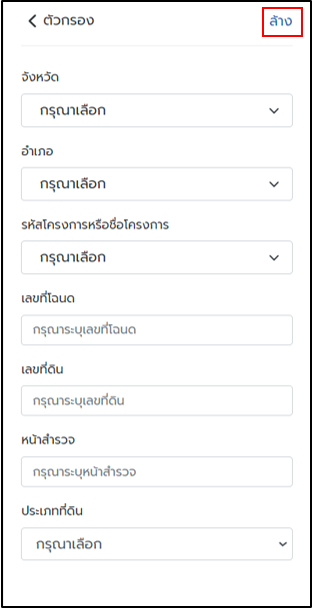 ตัวกรอง ล้าง
จังหวัด
กรุณาเลือก
อำเภอ
กรุณาเลือก
รหัสโครงการหรือชื่อโครงการ
กรุณาเลือก
เลขที่โฉนด
กรุณาระบุเลขที่โฉนด
เลขที่ดิน
กรุณาระบุเลขที่ดิน
หน้าสำรวจ
กรุณาระบุหน้าสำรวจ
ประเภทที่ดิน
กรุณาเลือก